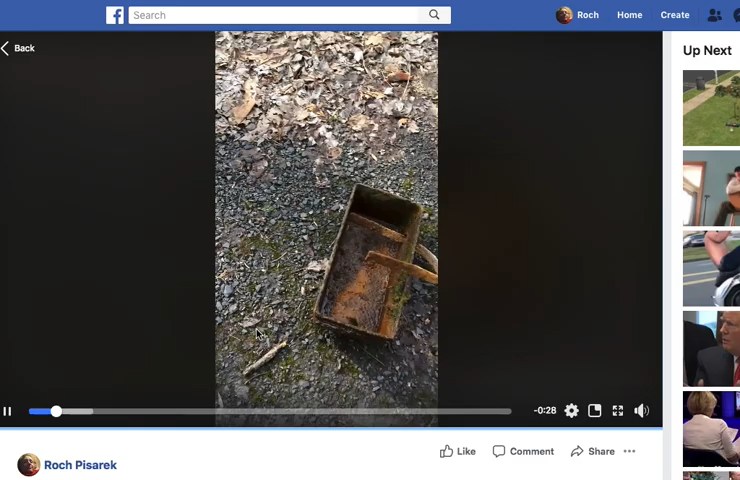 f
Search
Roch
Home
Create
Back
Up Next
-0:28
Like
Comment
Share
Roch Pisarek